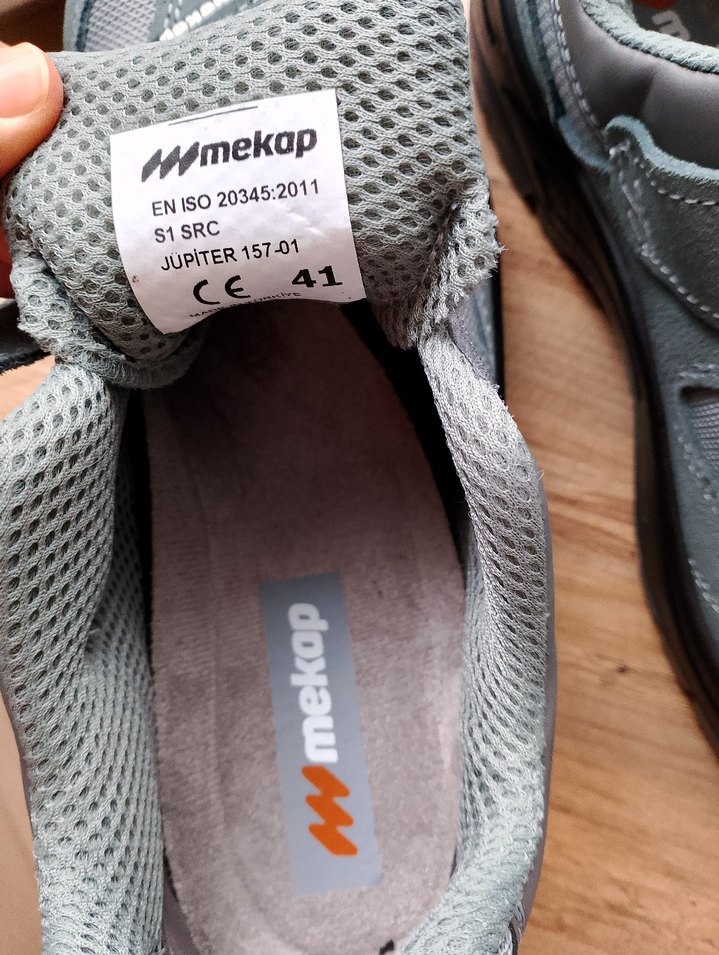 mekap
EN ISO 20345:2011
S1 SRC
JÜPİTER 157-01
CE 41
mekap